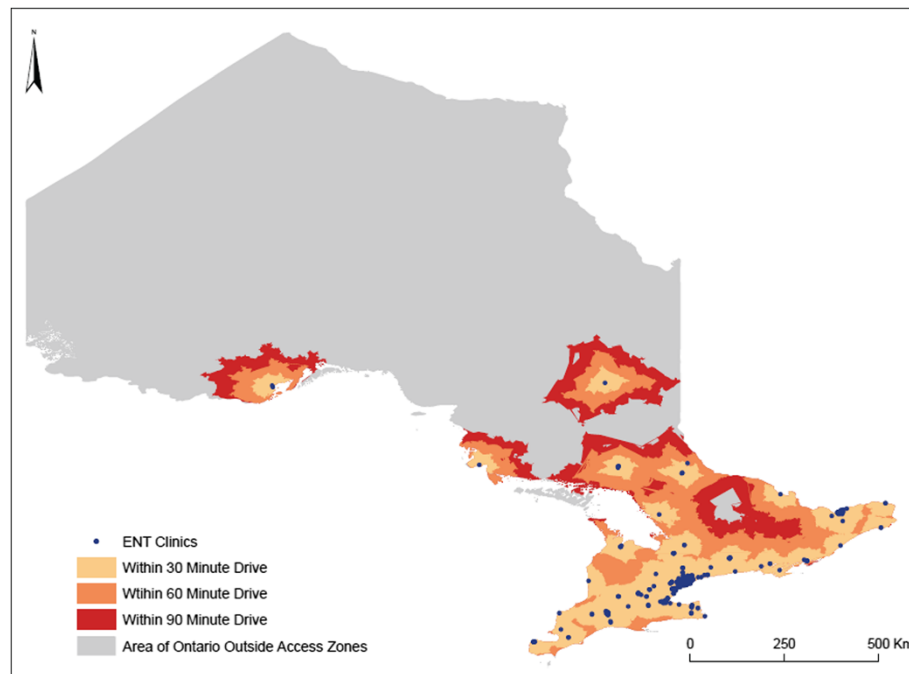 N
ENT Clinics
Within 30 Minute Drive
Wtihin 60 Minute Drive
Within 90 Minute Drive
Area of Ontario Outside Access Zones
0 250 500 Kn